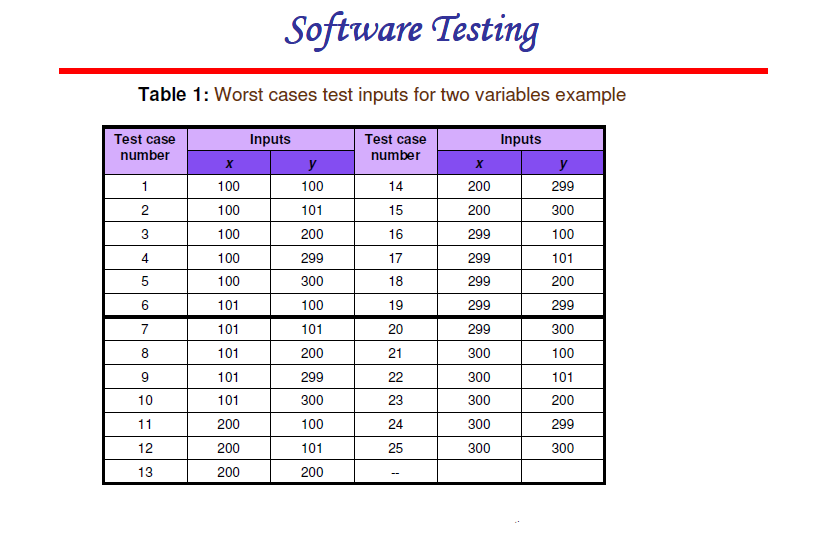 Software Testing
Table 1: Worst cases test inputs for two variables example
Test case number Inputs Test case number Inputs
x y x y
1 100 100 14 200 299
2 100 101 15 200 300
3 100 200 16 299 100
4 100 299 17 299 101
5 100 300 18 299 200
6 101 100 19 299 299
7 101 101 20 299 300
8 101 200 21 300 100
9 101 299 22 300 101
10 101 300 23 300 200
11 200 100 24 300 299
12 200 101 25 300 300
13 200 200 --